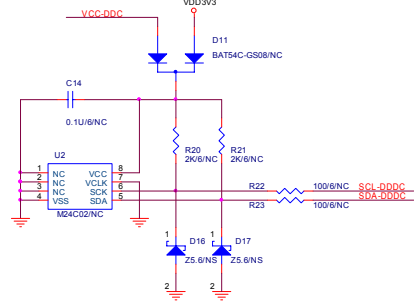 VDD3V3
VCC-DDC
D11
BAT54C-GS08/NC
C14
0.1U/6/NC
R20
2K/6/NC
R21
2K/6/NC
U2
1 NC VCC 8
2 NC VCLK 7
3 NC SCK 6
4 VSS SDA 5
M24C02/NC
R22 100/6/NC SCL-DDDC
R23 100/6/NC SDA-DDDC
1 D16
Z5.6/NS
2
1 D17
Z5.6/NS
2